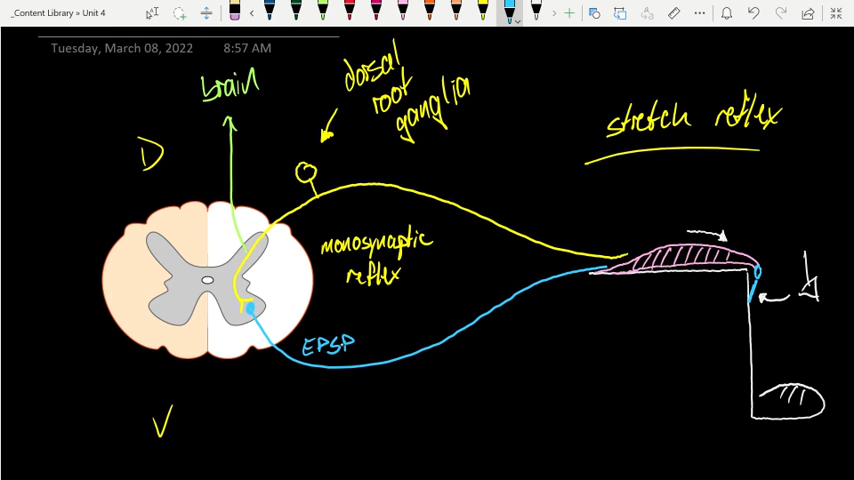 _Content Library » Unit 4
Tuesday, March 08, 2022 8:57 AM
brain
dorsal
root
ganglia
stretch reflex
D
monosynaptic
reflex
EPSP
V